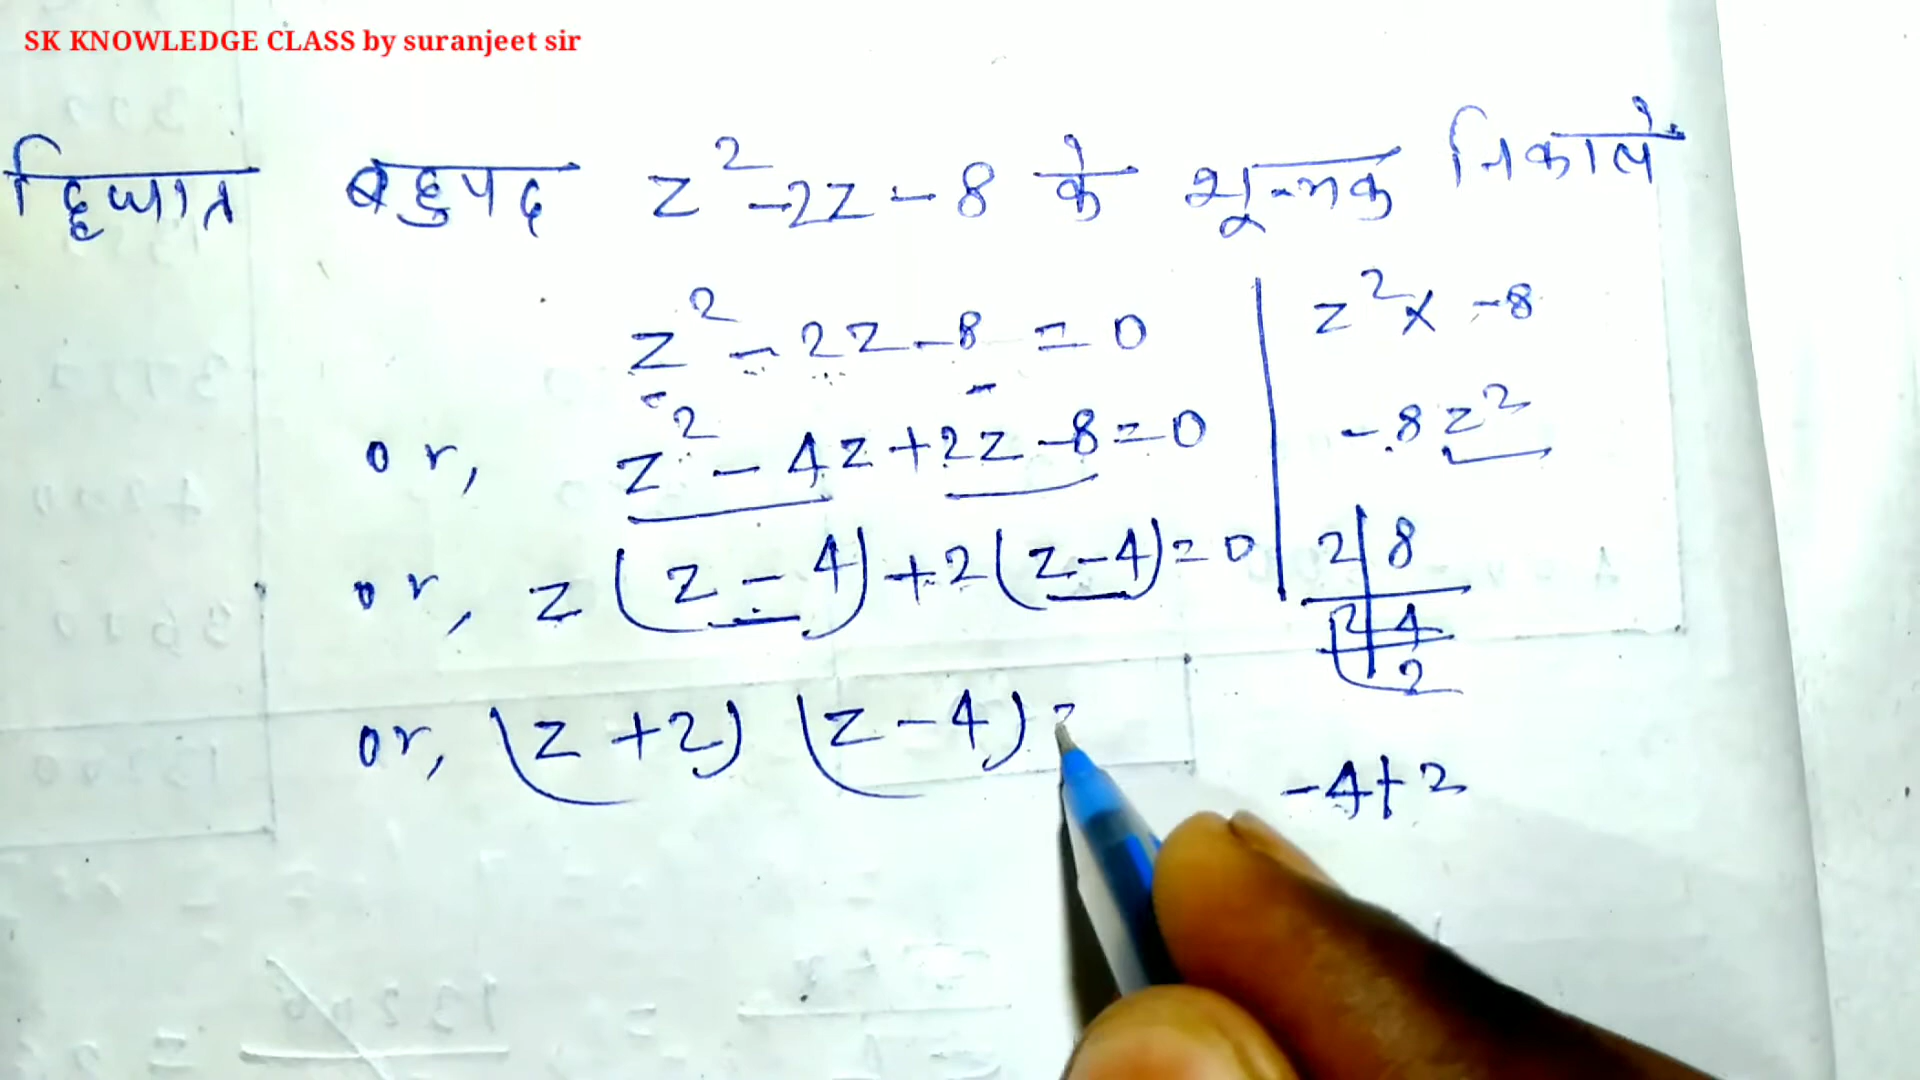 SK KNOWLEDGE CLASS by suranjeet sir
द्विघात बहुपद z² - 2z - 8 के शून्यक निकाले
z² - 2z - 8 = 0
or, z² - 4z + 2z - 8 = 0
or, z (z - 4) + 2 (z - 4) = 0
or, (z + 2) (z - 4) =
z² × -8
-8z²
2 | 8
2 | 4
2
-4+2